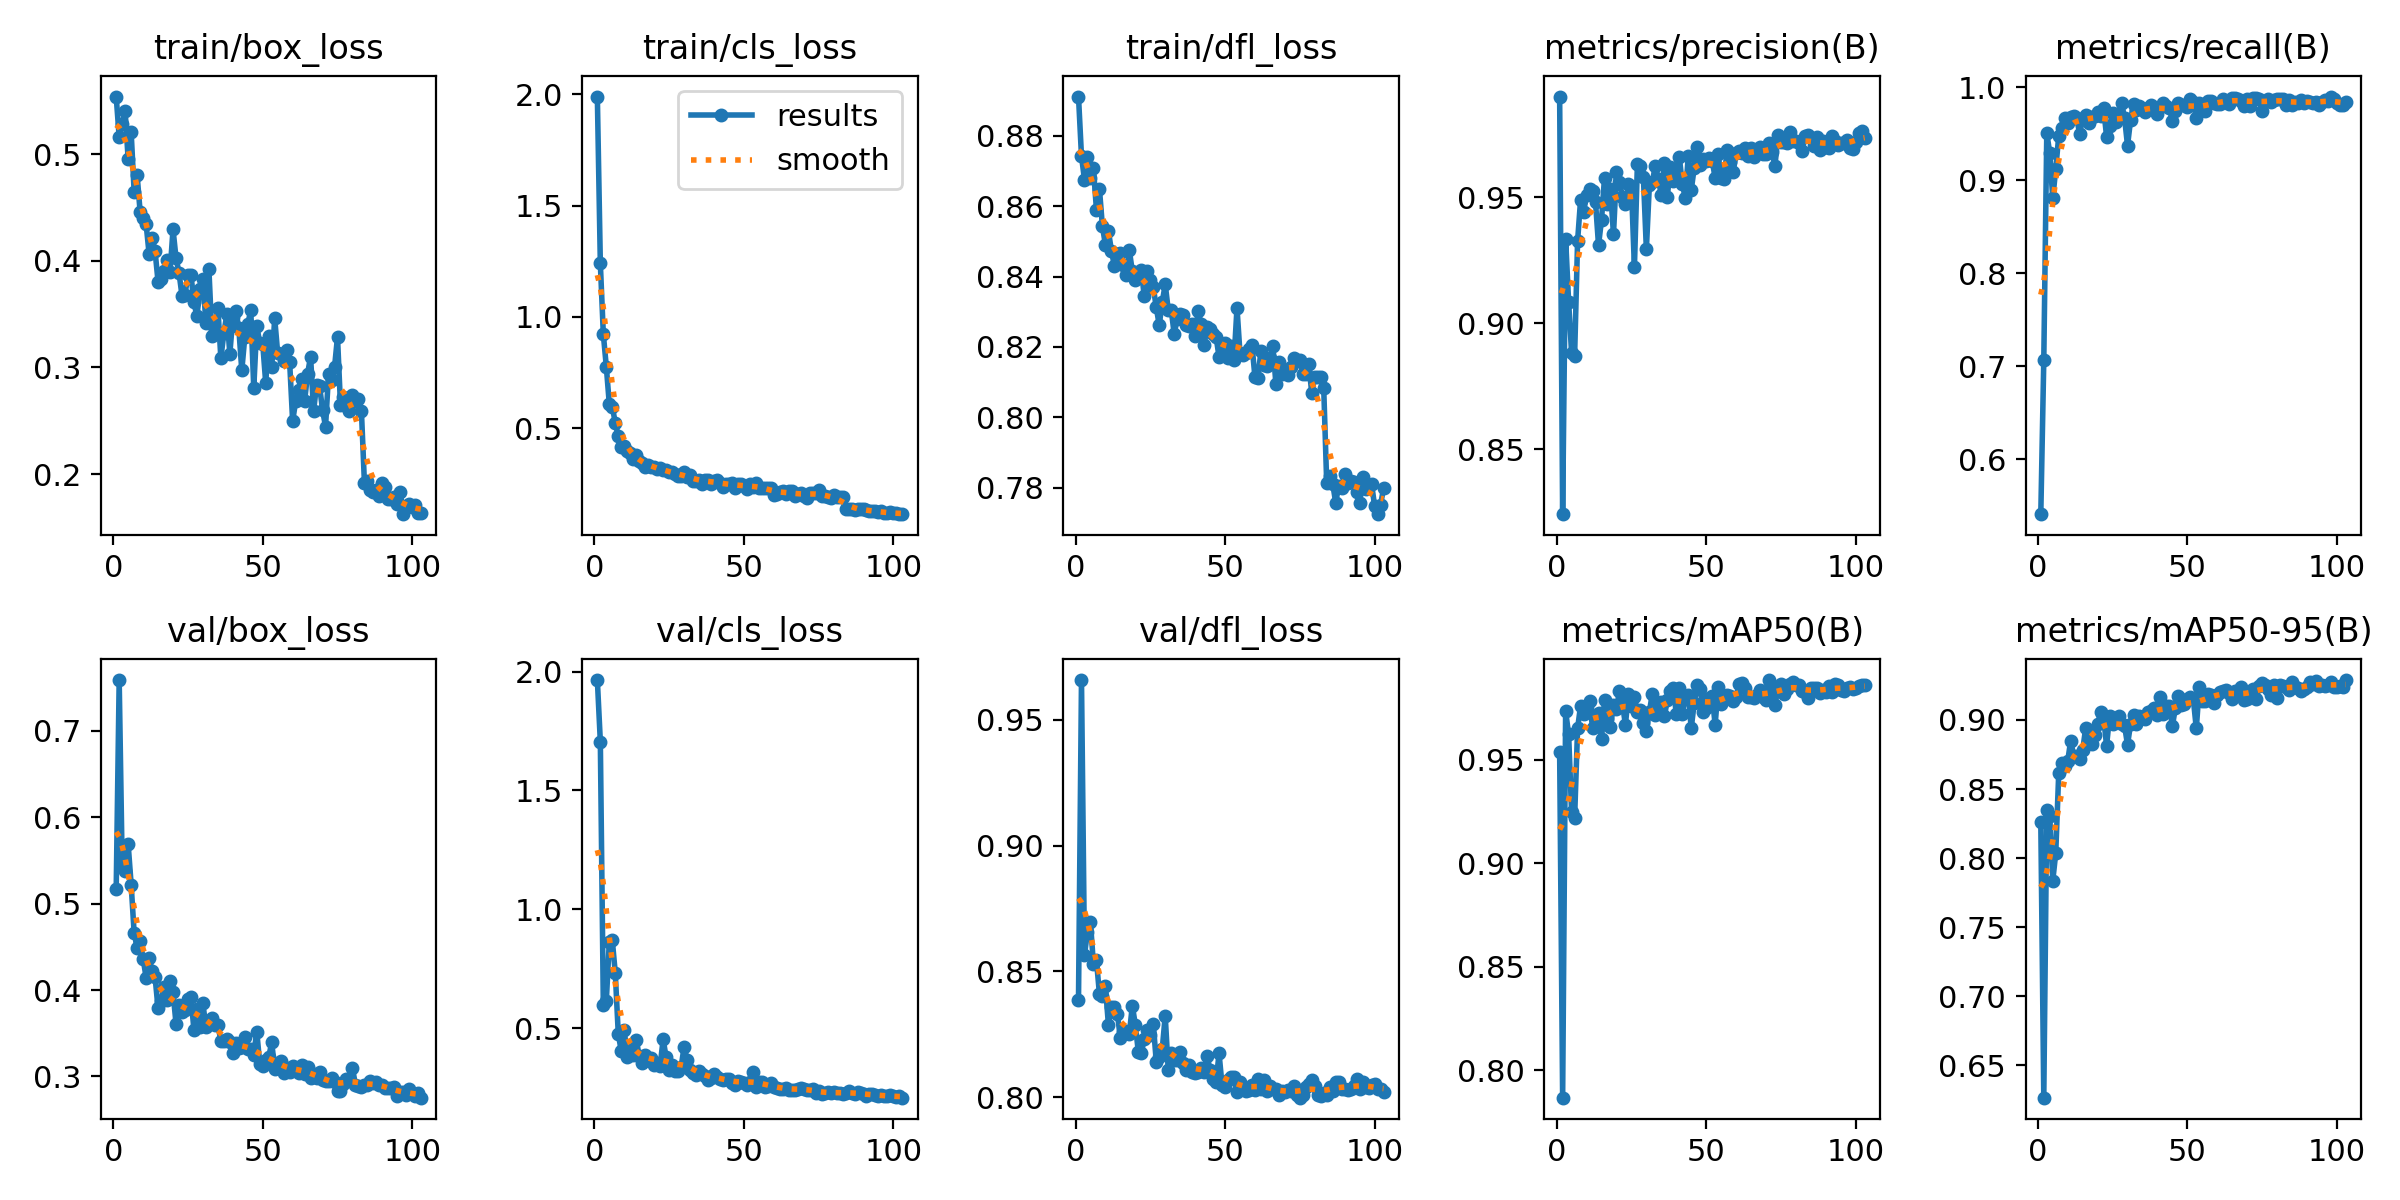 train/box_loss
0.5
0.4
0.3
0.2
0 50 100
train/cls_loss
results
smooth
2.0
1.5
1.0
0.5
0 50 100
train/dfl_loss
0.88
0.86
0.84
0.82
0.80
0.78
0 50 100
metrics/precision(B)
0.95
0.90
0.85
0 50 100
metrics/recall(B)
1.0
0.9
0.8
0.7
0.6
0 50 100
val/box_loss
0.7
0.6
0.5
0.4
0.3
0 50 100
val/cls_loss
2.0
1.5
1.0
0.5
0 50 100
val/dfl_loss
0.95
0.90
0.85
0.80
0 50 100
metrics/mAP50(B)
0.95
0.90
0.85
0.80
0 50 100
metrics/mAP50-95(B)
0.90
0.85
0.80
0.75
0.70
0.65
0 50 100